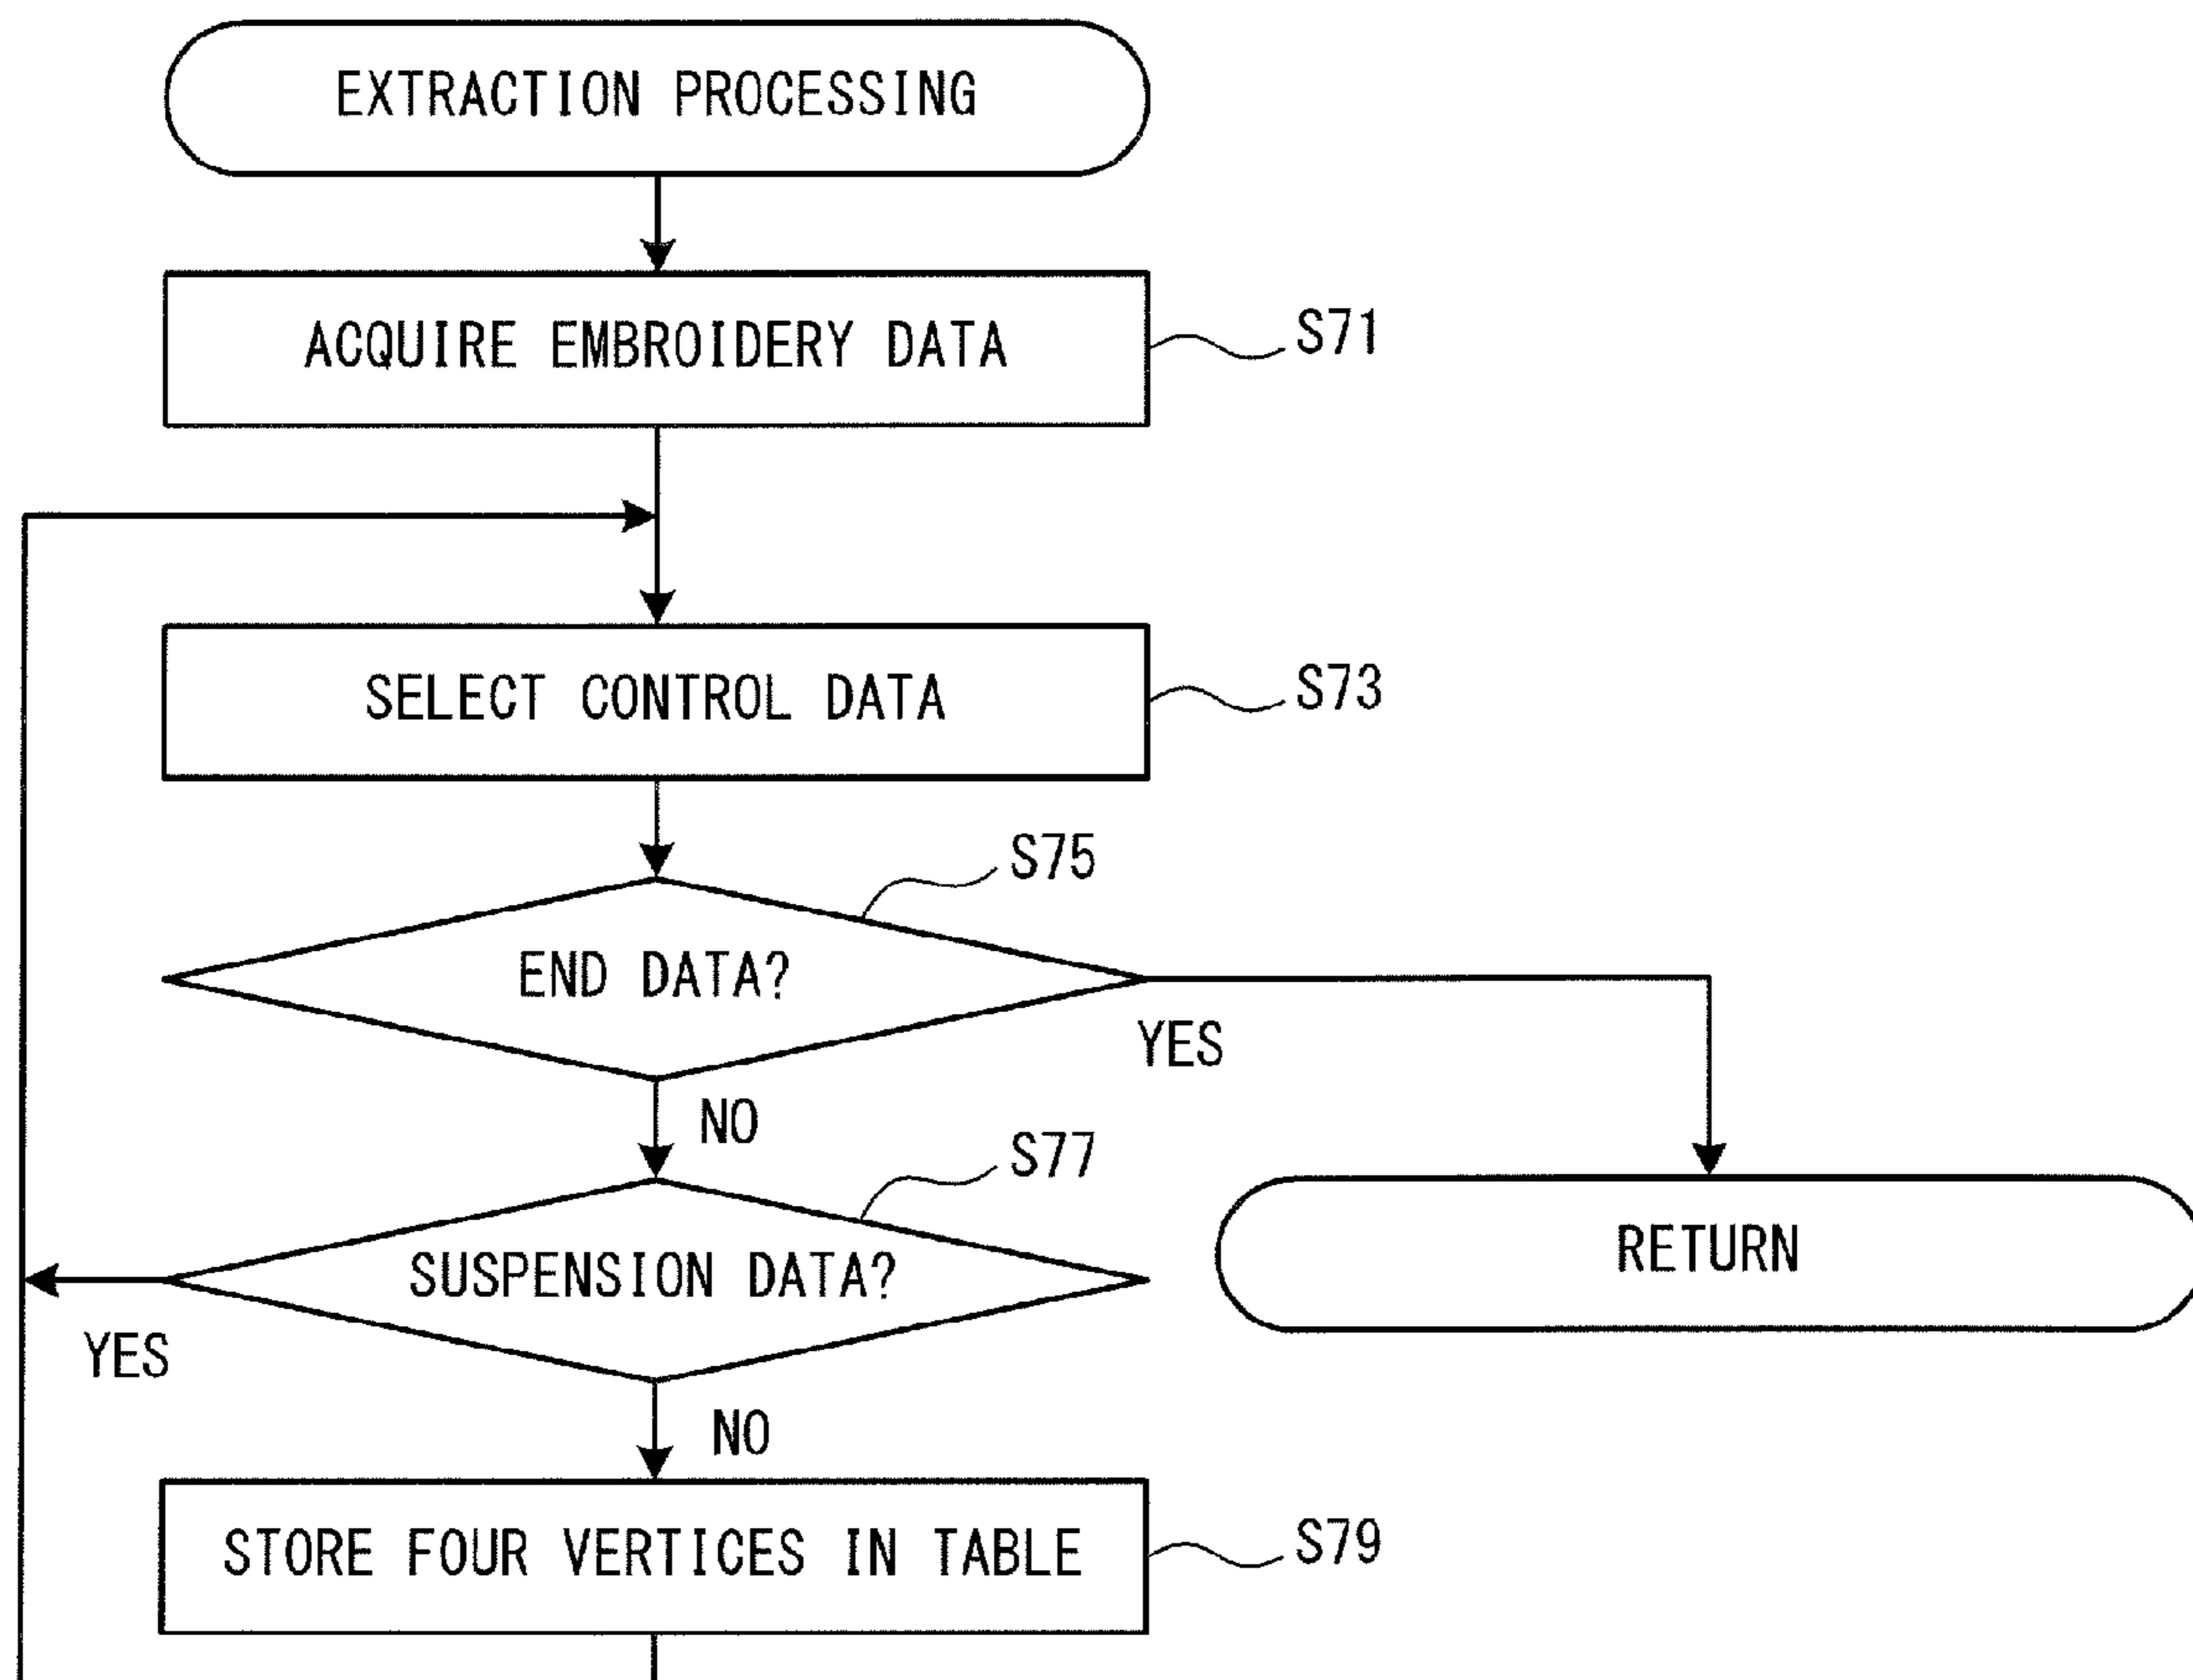 EXTRACTION PROCESSING
ACQUIRE EMBROIDERY DATA
S71
SELECT CONTROL DATA
S73
S75
END DATA?
YES
NO
S77
SUSPENSION DATA?
RETURN
YES
NO
STORE FOUR VERTICES IN TABLE
S79